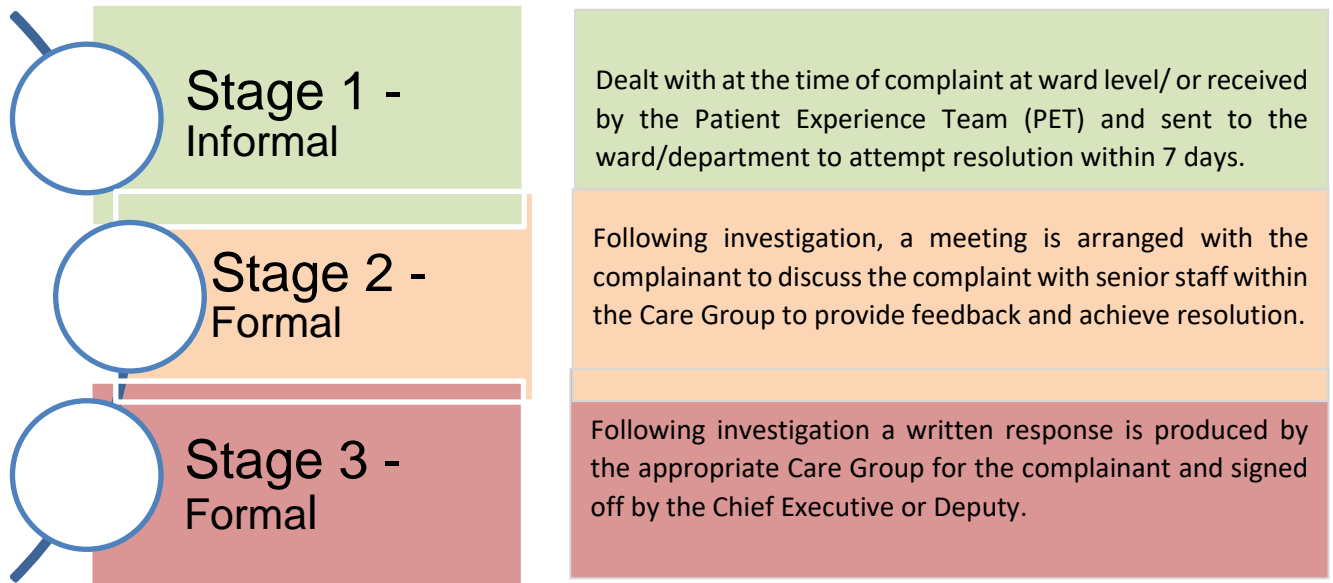 Stage 1 -
Informal
Dealt with at the time of complaint at ward level/ or received
by the Patient Experience Team (PET) and sent to the
ward/department to attempt resolution within 7 days.
Stage 2 -
Formal
Following investigation, a meeting is arranged with the
complainant to discuss the complaint with senior staff within
the Care Group to provide feedback and achieve resolution.
Stage 3 -
Formal
Following investigation a written response is produced by
the appropriate Care Group for the complainant and signed
off by the Chief Executive or Deputy.